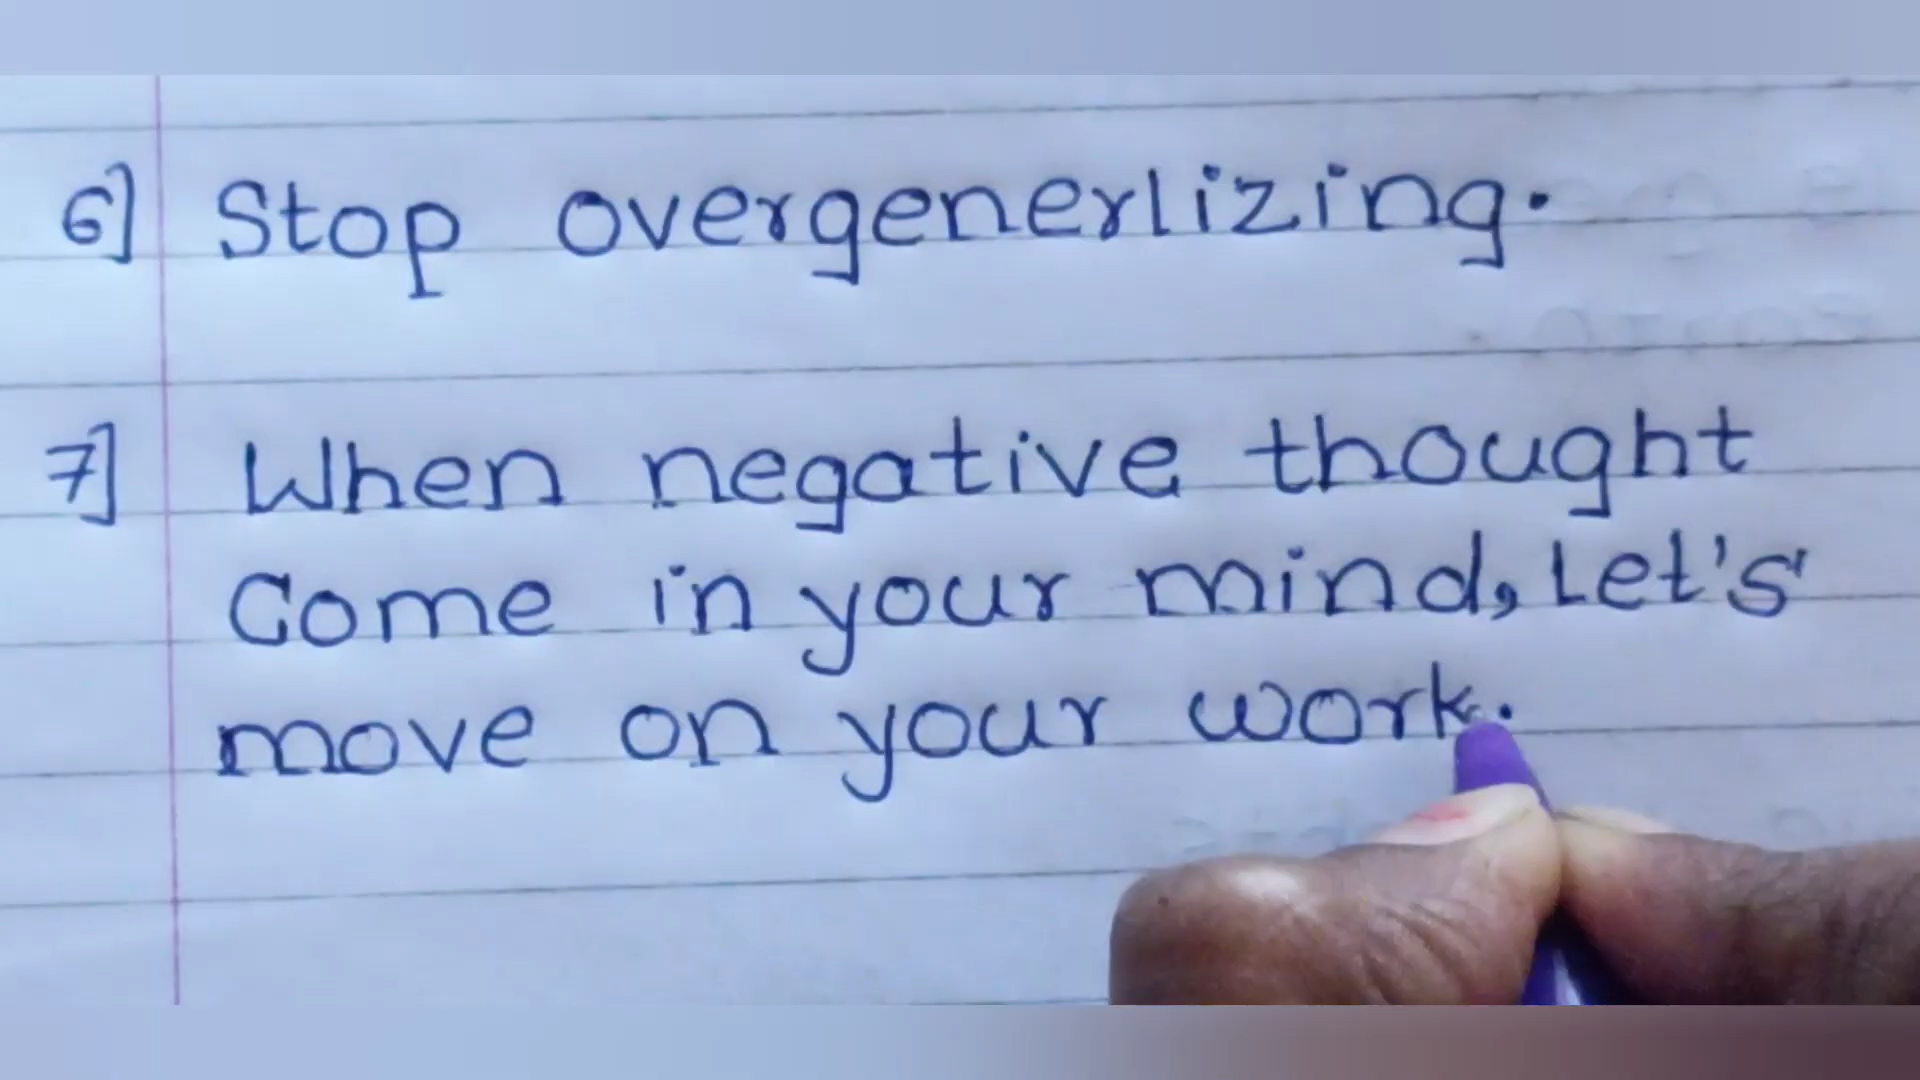 6] Stop overgenerlizing.
7] When negative thought
Come in your mind, Let's
move on your work.